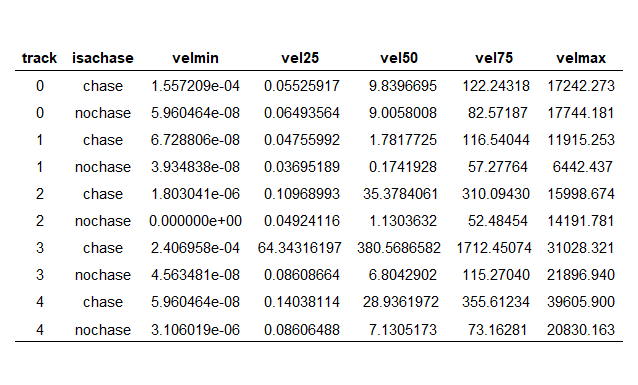 track isachase velmin vel25 vel50 vel75 velmax
0 chase 1.557209e-04 0.05525917 9.8396695 122.24318 17242.273
0 nochase 5.960464e-08 0.06493564 9.0058008 82.57187 17744.181
1 chase 6.728806e-08 0.04755992 1.7817725 116.54044 11915.253
1 nochase 3.934838e-08 0.03695189 0.1741928 57.27764 6442.437
2 chase 1.803041e-06 0.10968993 35.3784061 310.09430 15998.674
2 nochase 0.000000e+00 0.04924116 1.1303632 52.48454 14191.781
3 chase 2.406958e-04 64.34316197 380.5686582 1712.45074 31028.321
3 nochase 4.563481e-08 0.08608664 6.8042902 115.27040 21896.940
4 chase 5.960464e-08 0.14038114 28.9361972 355.61234 39605.900
4 nochase 3.106019e-06 0.08606488 7.1305173 73.16281 20830.163